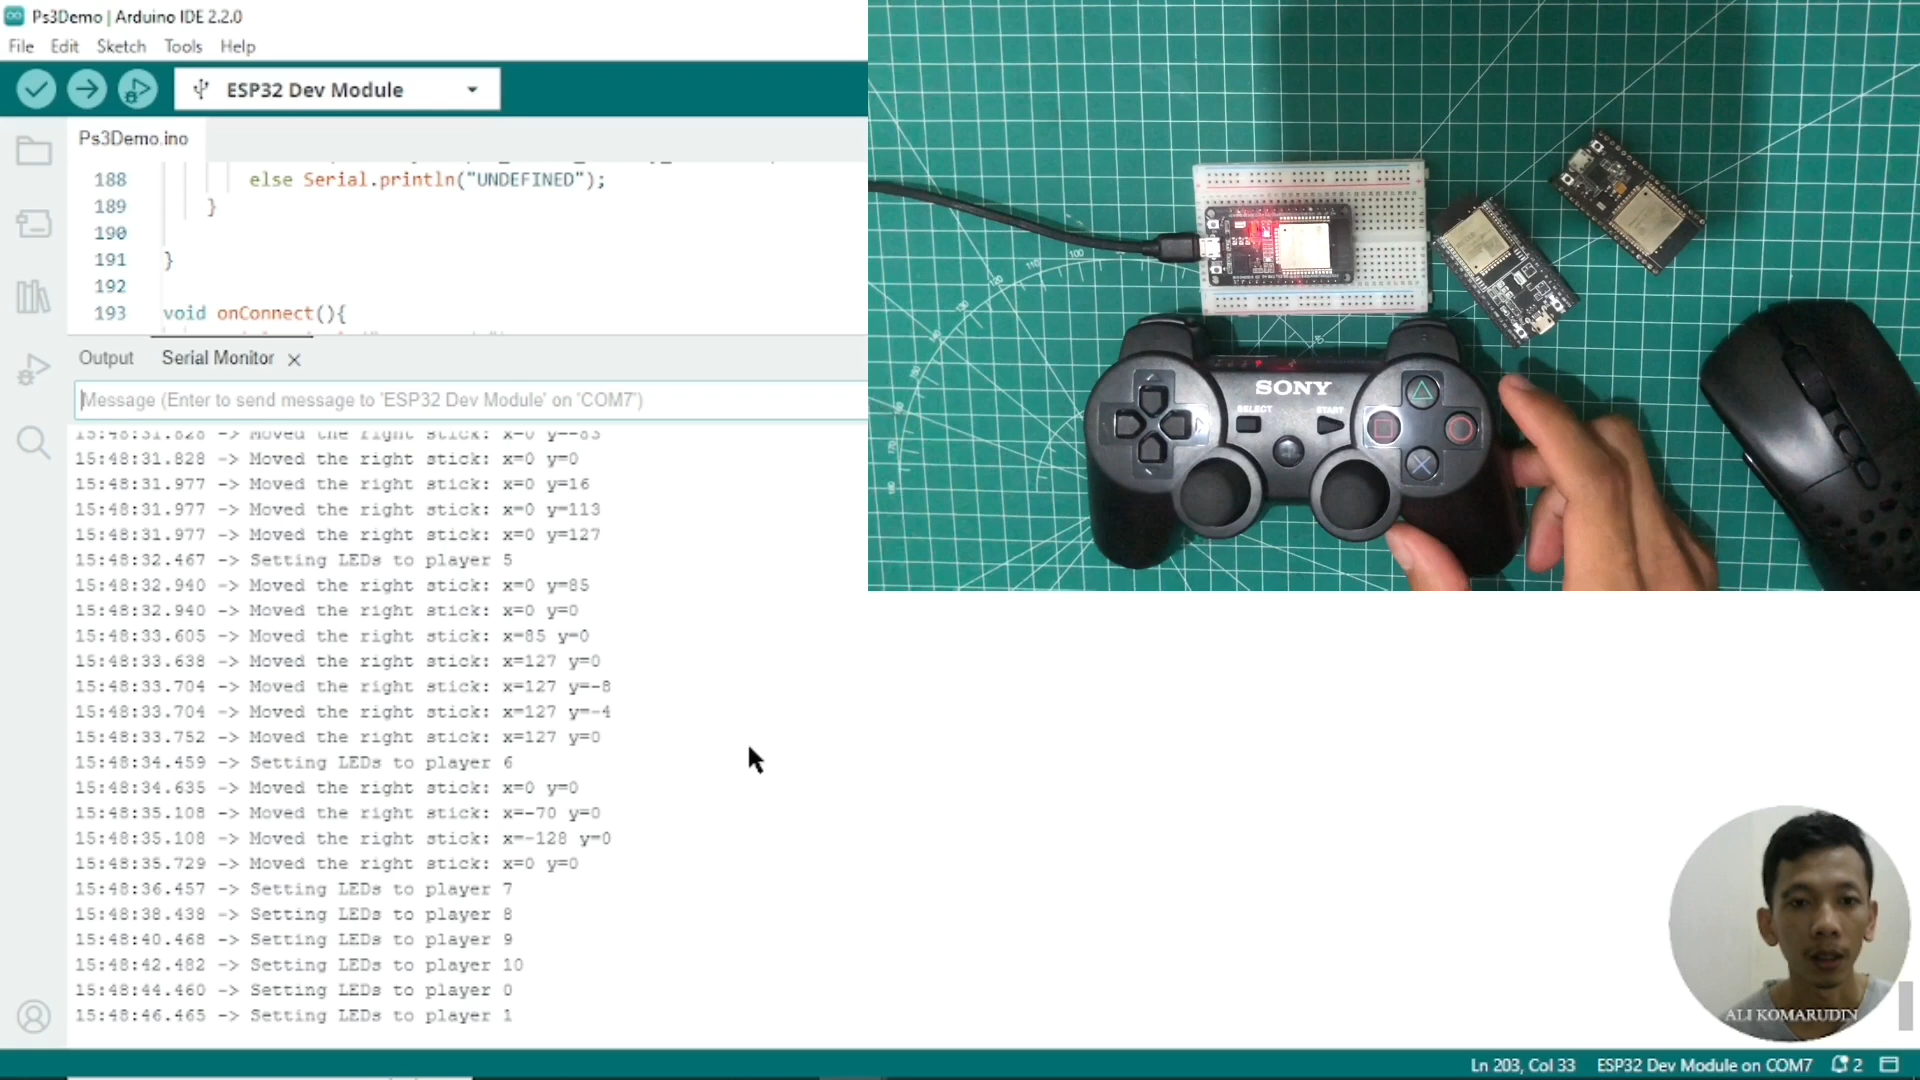 Ps3Demo | Arduino IDE 2.2.0
File Edit Sketch Tools Help
ESP32 Dev Module
Ps3Demo.ino
188 else Serial.println("UNDEFINED");
189 }
190
191 }
192
193 void onConnect(){
Output Serial Monitor
Message (Enter to send message to 'ESP32 Dev Module' on 'COM7')
15:48:31.828 -> Moved the right stick: x=0 y=-83
15:48:31.828 -> Moved the right stick: x=0 y=0
15:48:31.977 -> Moved the right stick: x=0 y=16
15:48:31.977 -> Moved the right stick: x=0 y=113
15:48:31.977 -> Moved the right stick: x=0 y=127
15:48:32.467 -> Setting LEDs to player 5
15:48:32.940 -> Moved the right stick: x=0 y=85
15:48:32.940 -> Moved the right stick: x=0 y=0
15:48:33.605 -> Moved the right stick: x=85 y=0
15:48:33.638 -> Moved the right stick: x=127 y=0
15:48:33.704 -> Moved the right stick: x=127 y=-8
15:48:33.704 -> Moved the right stick: x=127 y=-4
15:48:33.752 -> Moved the right stick: x=127 y=0
15:48:34.459 -> Setting LEDs to player 6
15:48:34.635 -> Moved the right stick: x=0 y=0
15:48:35.108 -> Moved the right stick: x=-70 y=0
15:48:35.108 -> Moved the right stick: x=-128 y=0
15:48:35.729 -> Moved the right stick: x=0 y=0
15:48:36.457 -> Setting LEDs to player 7
15:48:38.438 -> Setting LEDs to player 8
15:48:40.468 -> Setting LEDs to player 9
15:48:42.482 -> Setting LEDs to player 10
15:48:44.460 -> Setting LEDs to player 0
15:48:46.465 -> Setting LEDs to player 1
Ln 203, Col 33 ESP32 Dev Module on COM7 2
SONY
SELECT START
ALI KOMARUDIN